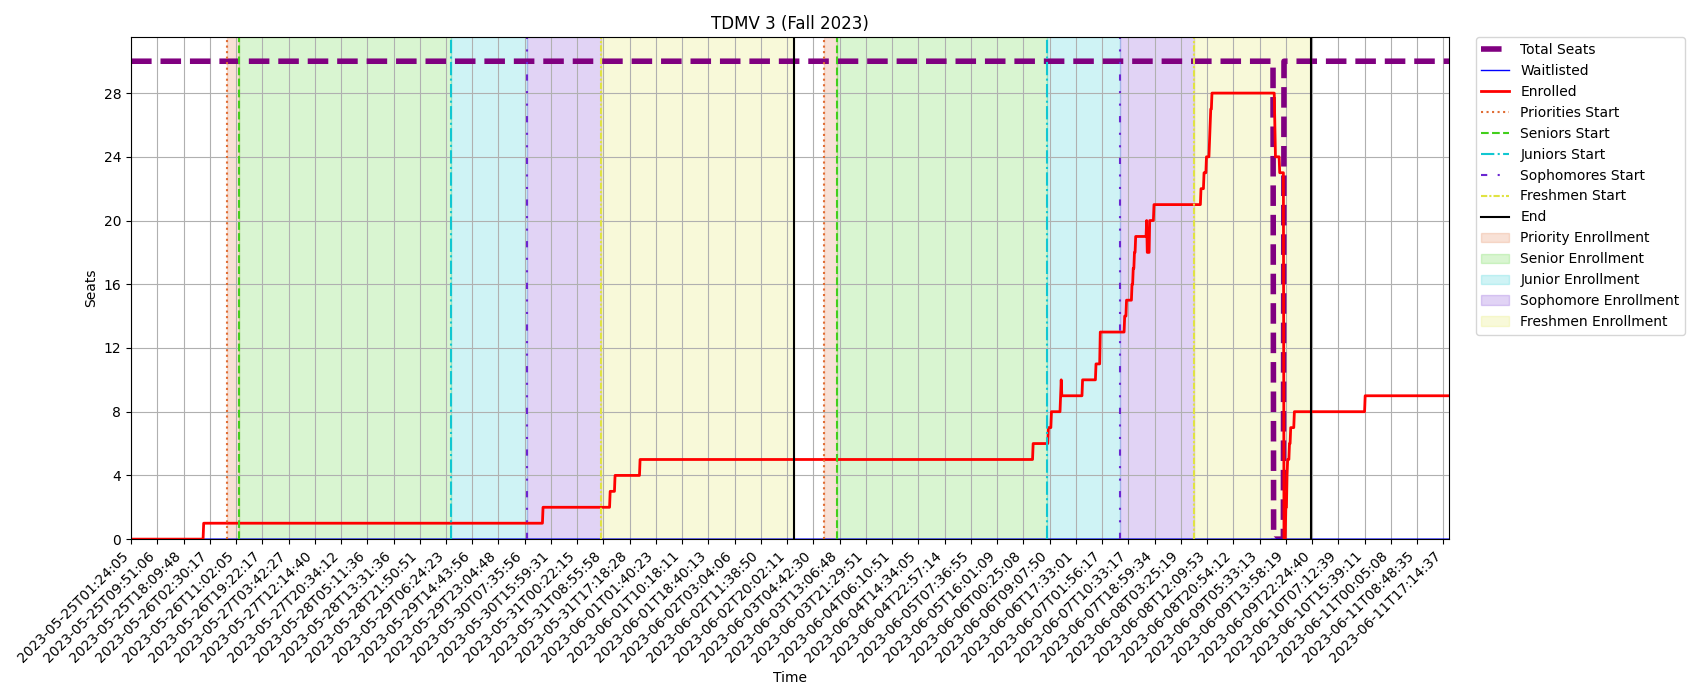 TDMV 3 (Fall 2023)
Seats
28
24
20
16
12
8
4
0
2023-05-25T01:24:05
2023-05-25T09:51:06
2023-05-25T18:09:48
2023-05-26T02:30:17
2023-05-26T11:02:05
2023-05-26T19:22:17
2023-05-27T03:42:27
2023-05-27T12:14:40
2023-05-27T20:34:12
2023-05-28T05:11:36
2023-05-28T13:31:36
2023-05-28T21:50:51
2023-05-29T06:24:23
2023-05-29T14:43:56
2023-05-29T23:04:48
2023-05-30T07:35:56
2023-05-30T15:59:31
2023-05-31T00:22:15
2023-05-31T08:55:58
2023-05-31T17:18:28
2023-06-01T01:40:23
2023-06-01T10:18:11
2023-06-01T18:40:13
2023-06-02T03:04:06
2023-06-02T11:38:50
2023-06-02T20:02:11
2023-06-03T04:42:30
2023-06-03T13:06:48
2023-06-03T21:29:51
2023-06-04T06:10:51
2023-06-04T14:34:05
2023-06-04T22:57:14
2023-06-05T07:36:55
2023-06-05T16:01:09
2023-06-06T00:25:08
2023-06-06T09:07:50
2023-06-06T17:33:01
2023-06-07T01:56:17
2023-06-07T10:33:17
2023-06-07T18:59:34
2023-06-08T03:25:19
2023-06-08T12:09:53
2023-06-08T20:54:12
2023-06-09T05:33:13
2023-06-09T13:58:19
2023-06-09T22:24:40
2023-06-10T07:12:39
2023-06-10T15:39:11
2023-06-11T00:05:08
2023-06-11T08:48:35
2023-06-11T17:14:37
Time
Total Seats
Waitlisted
Enrolled
Priorities Start
Seniors Start
Juniors Start
Sophomores Start
Freshmen Start
End
Priority Enrollment
Senior Enrollment
Junior Enrollment
Sophomore Enrollment
Freshmen Enrollment